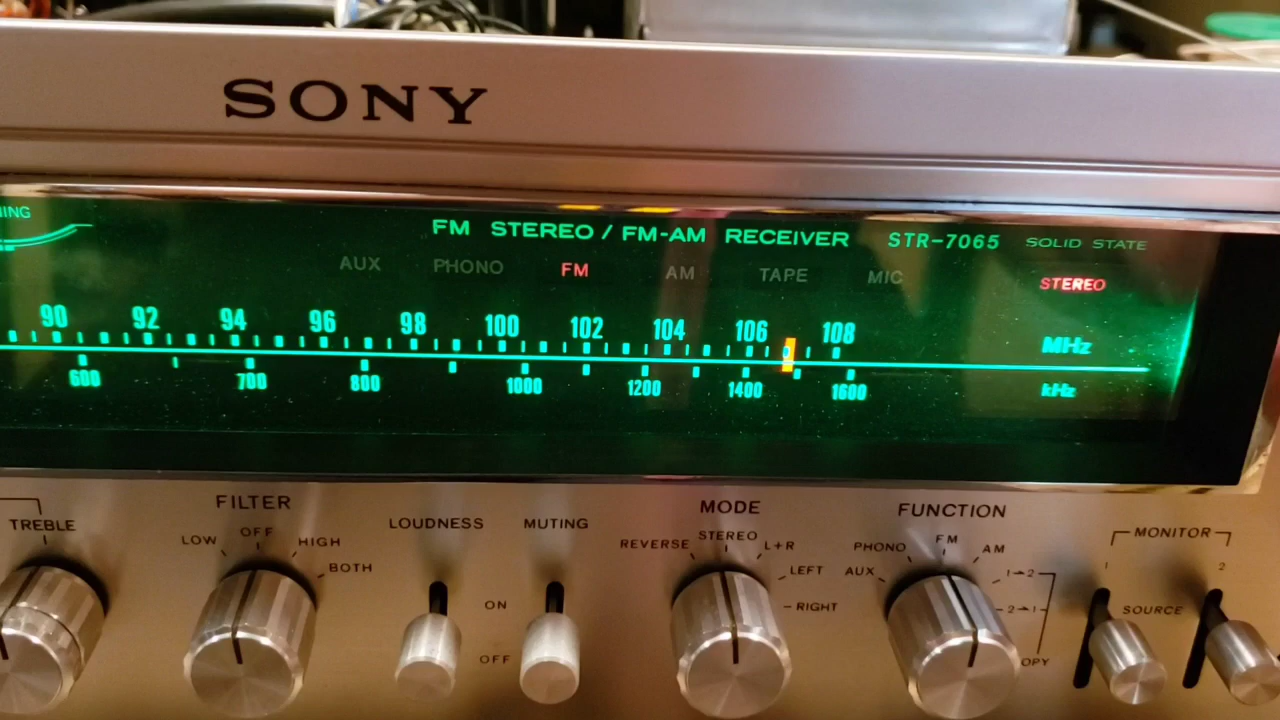 SONY
FM STEREO / FM-AM RECEIVER STR-7065 SOLID STATE
AUX PHONO FM AM TAPE MIC STEREO
90 92 94 96 98 100 102 104 106 108 MHz
600 700 800 1000 1200 1400 1600 kHz
TREBLE
FILTER
LOW OFF HIGH BOTH
LOUDNESS MUTING
ON
OFF
MODE
REVERSE STEREO L+R LEFT RIGHT
FUNCTION
AUX PHONO FM AM 1→2 2→1
MONITOR
1 2
SOURCE